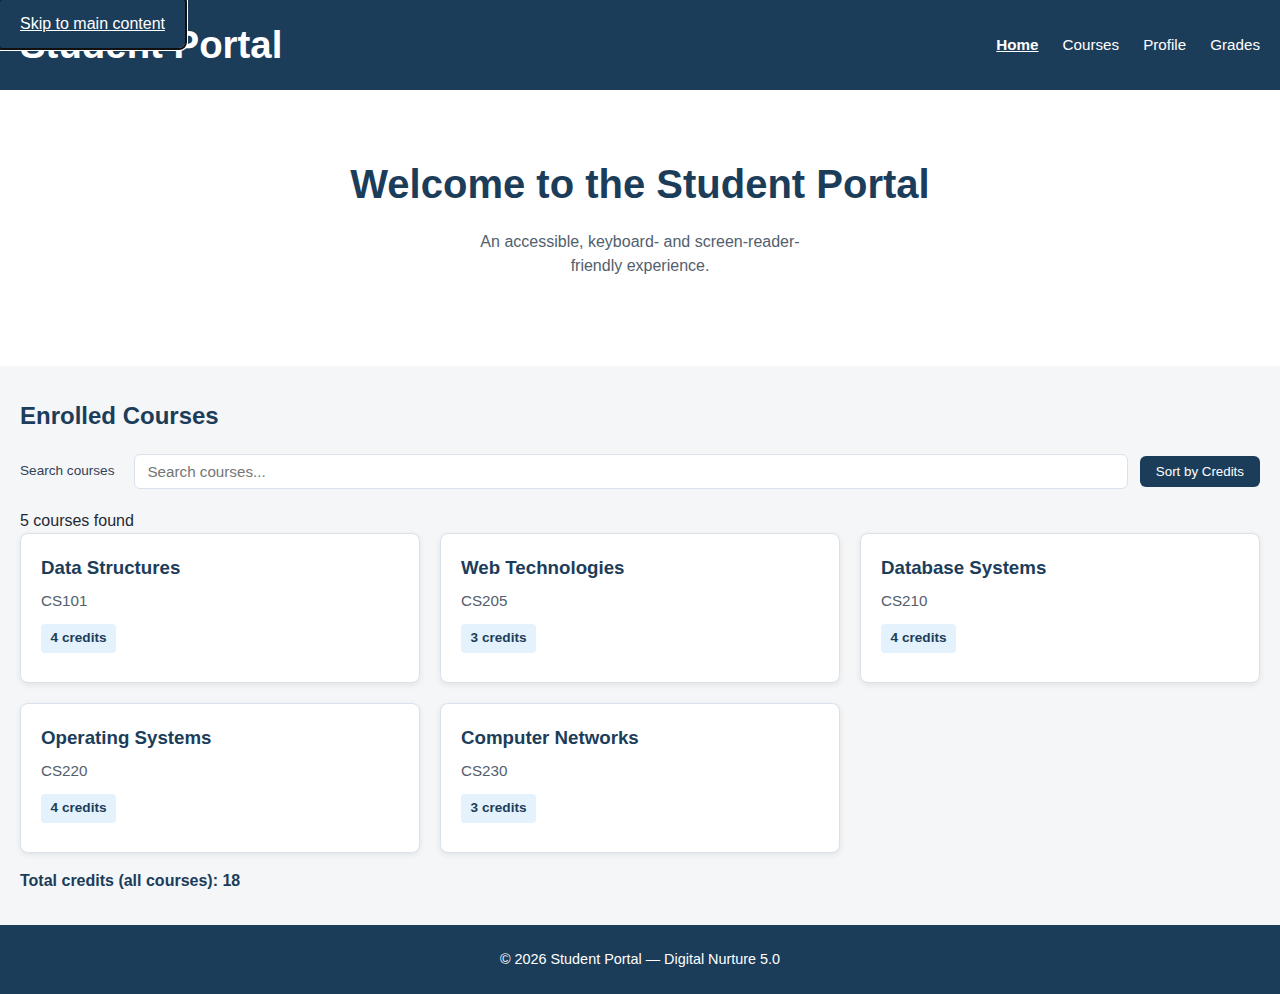 Skip to main content
Student Portal
Home Courses Profile Grades
Welcome to the Student Portal
An accessible, keyboard- and screen-reader-
friendly experience.
Enrolled Courses
Search courses Search courses... Sort by Credits
5 courses found
Data Structures
CS101
4 credits
Web Technologies
CS205
3 credits
Database Systems
CS210
4 credits
Operating Systems
CS220
4 credits
Computer Networks
CS230
3 credits
Total credits (all courses): 18
© 2026 Student Portal — Digital Nurture 5.0